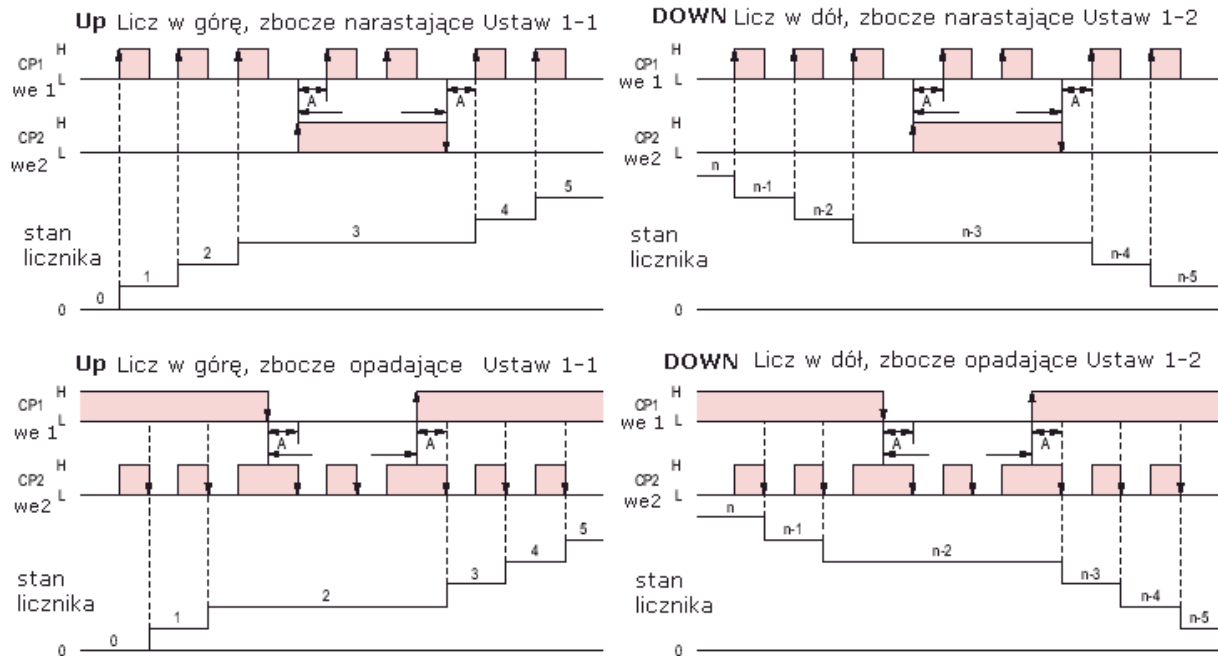 Up Licz w górę, zbocze narastające Ustaw 1-1
H
CP1
L
we 1
A
A
H
CP2
L
we2
stan
licznika
0
1
2
3
4
5
0
DOWN Licz w dół, zbocze narastające Ustaw 1-2
H
CP1
L
we 1
A
A
H
CP2
L
we2
stan
licznika
n
n-1
n-2
n-3
n-4
n-5
0
Up Licz w górę, zbocze opadające Ustaw 1-1
H
CP1
L
we 1
A
A
H
CP2
L
we2
stan
licznika
0
1
2
3
4
5
0
DOWN Licz w dół, zbocze opadające Ustaw 1-2
H
CP1
L
we 1
A
A
H
CP2
L
we2
stan
licznika
n
n-1
n-2
n-3
n-4
n-5
0